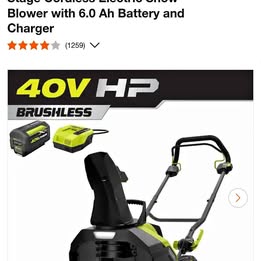 Stage Cordless Electric Snow
Blower with 6.0 Ah Battery and
Charger
(1259)
40V HP
BRUSHLESS